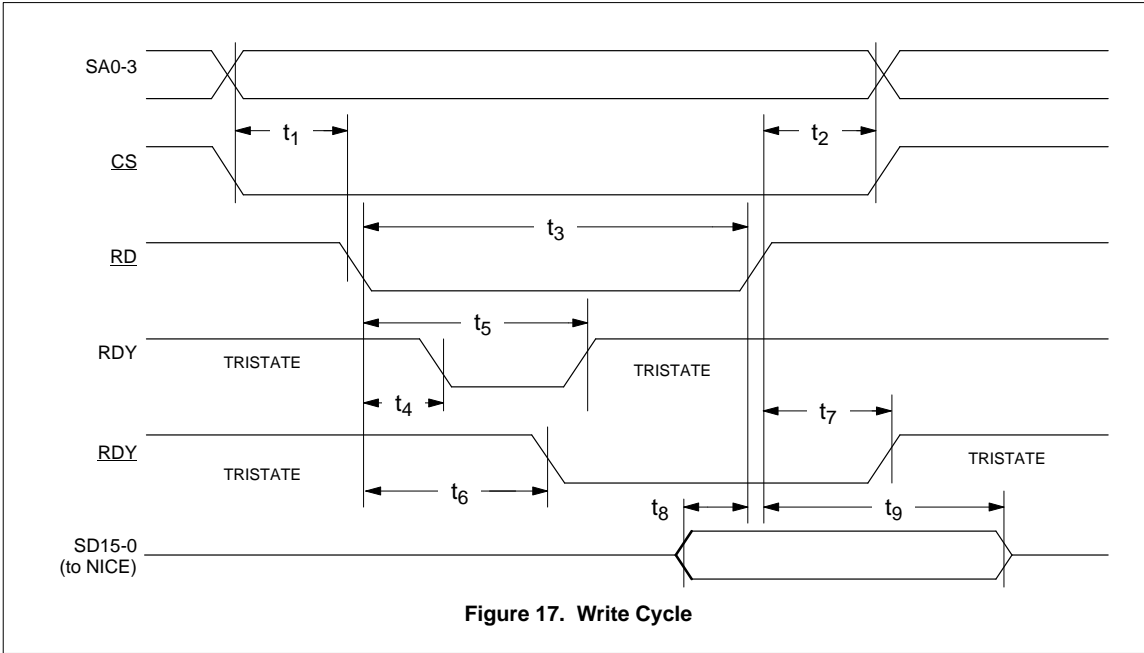 SA0-3
t1
t2
CS
t3
RD
t5
RDY
TRISTATE
TRISTATE
t4
t7
RDY
TRISTATE
TRISTATE
t6
t8
t9
SD15-0
(to NICE)
Figure 17. Write Cycle